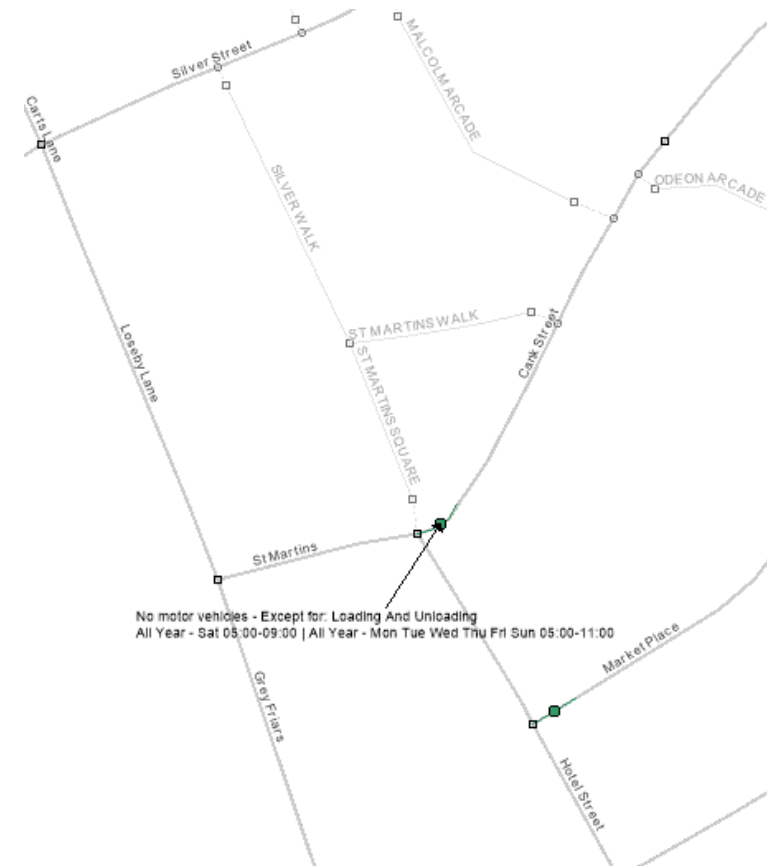 MALCOLM ARCADE
Silver Street
Carts Lane
ODEON ARCADE
SILVER WALK
ST MARTINS WALK
Cank Street
Loseby Lane
ST MARTINS SQUARE
St Martins
No motor vehicles - Except for: Loading And Unloading
All Year - Sat 05:00-09:00 | All Year - Mon Tue Wed Thu Fri Sun 05:00-11:00
Market Place
Grey Friars
Hotel Street